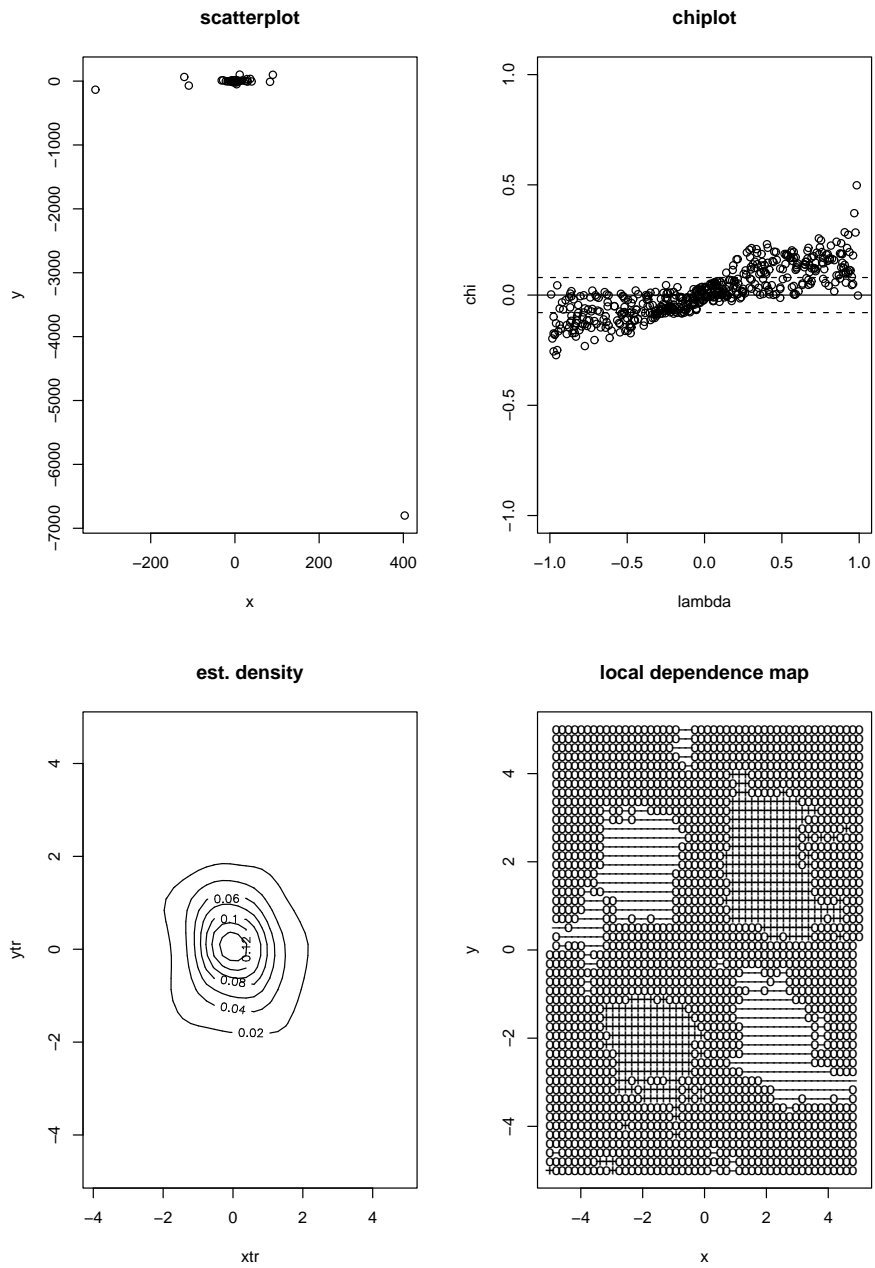 scatterplot
0
−1000
−2000
−3000
−4000
−5000
−6000
−7000
y
−200 0 200 400
x
chiplot
1.0
0.5
0.0
−0.5
−1.0
chi
−1.0 −0.5 0.0 0.5 1.0
lambda
est. density
4
2
0
−2
−4
ytr
0.06
0.1
0.12
0.08
0.04
0.02
−4 −2 0 2 4
xtr
local dependence map
4
2
0
−2
−4
y
−4 −2 0 2 4
x